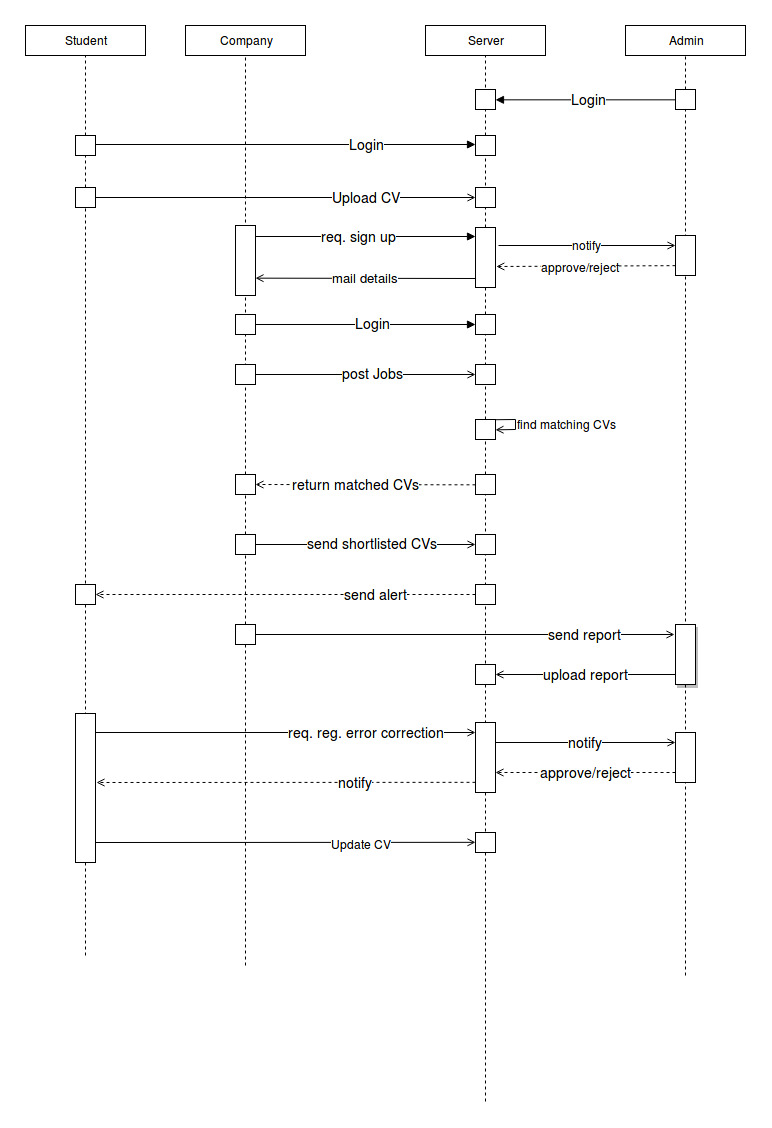 Student
Company
Server
Admin
Login
Login
Upload CV
req. sign up
notify
approve/reject
mail details
Login
post Jobs
find matching CVs
return matched CVs
send shortlisted CVs
send alert
send report
upload report
req. reg. error correction
notify
approve/reject
notify
Update CV